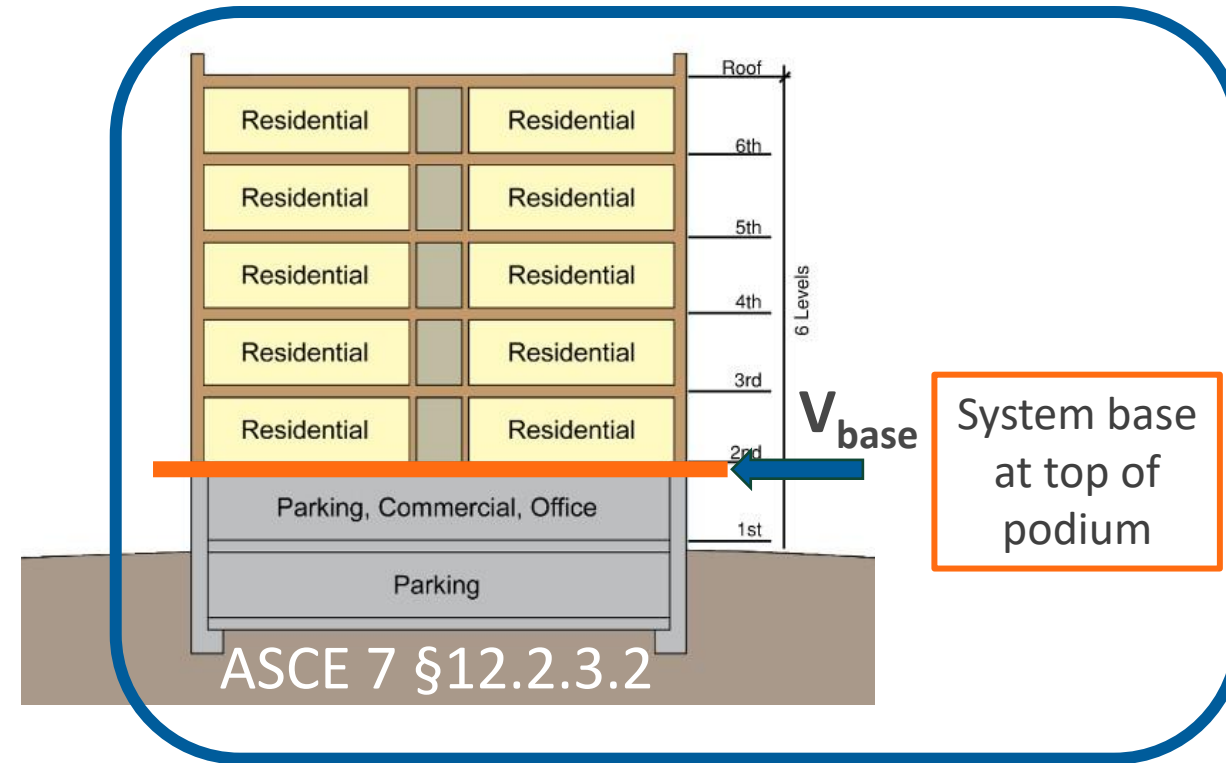 Roof
Residential Residential
6th
Residential Residential
5th
Residential Residential
4th
6 Levels
Residential Residential
3rd
Residential Residential
V base
2nd
System base
at top of
podium
Parking, Commercial, Office
1st
Parking
ASCE 7 §12.2.3.2